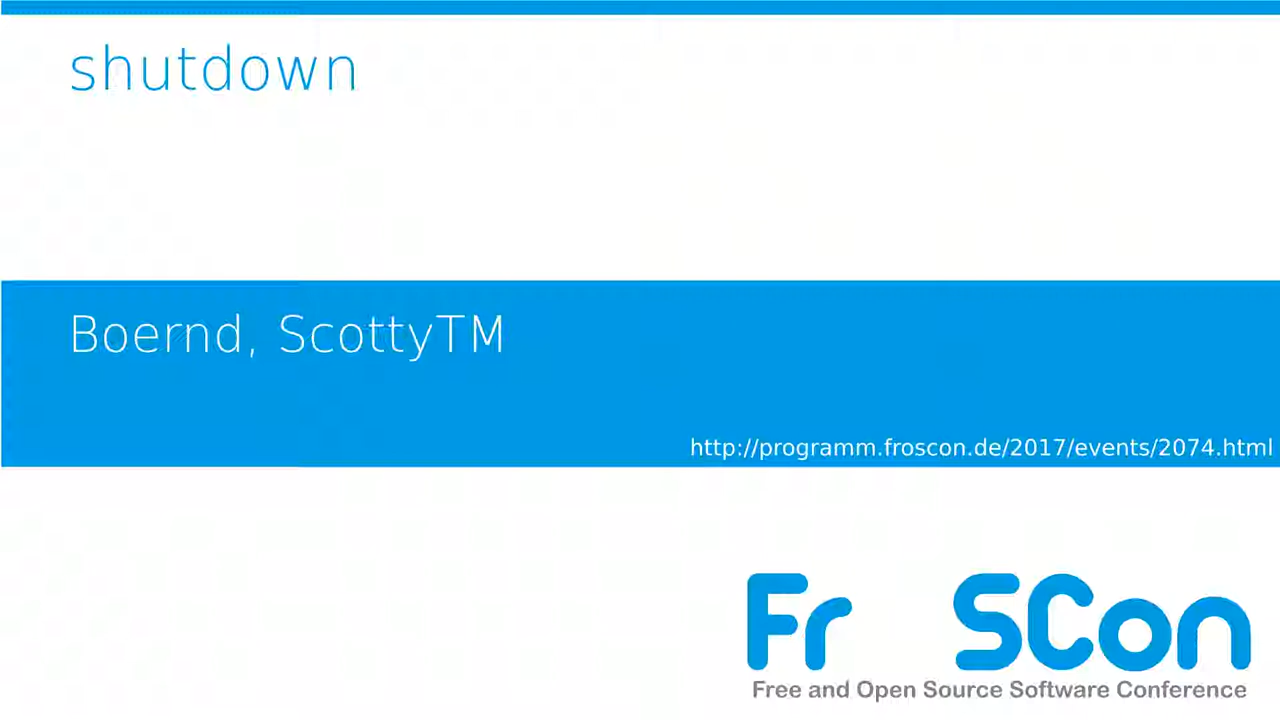 shutdown
Boernd, ScottyTM
http://programm.froscon.de/2017/events/2074.html
Fr SCon
Free and Open Source Software Conference